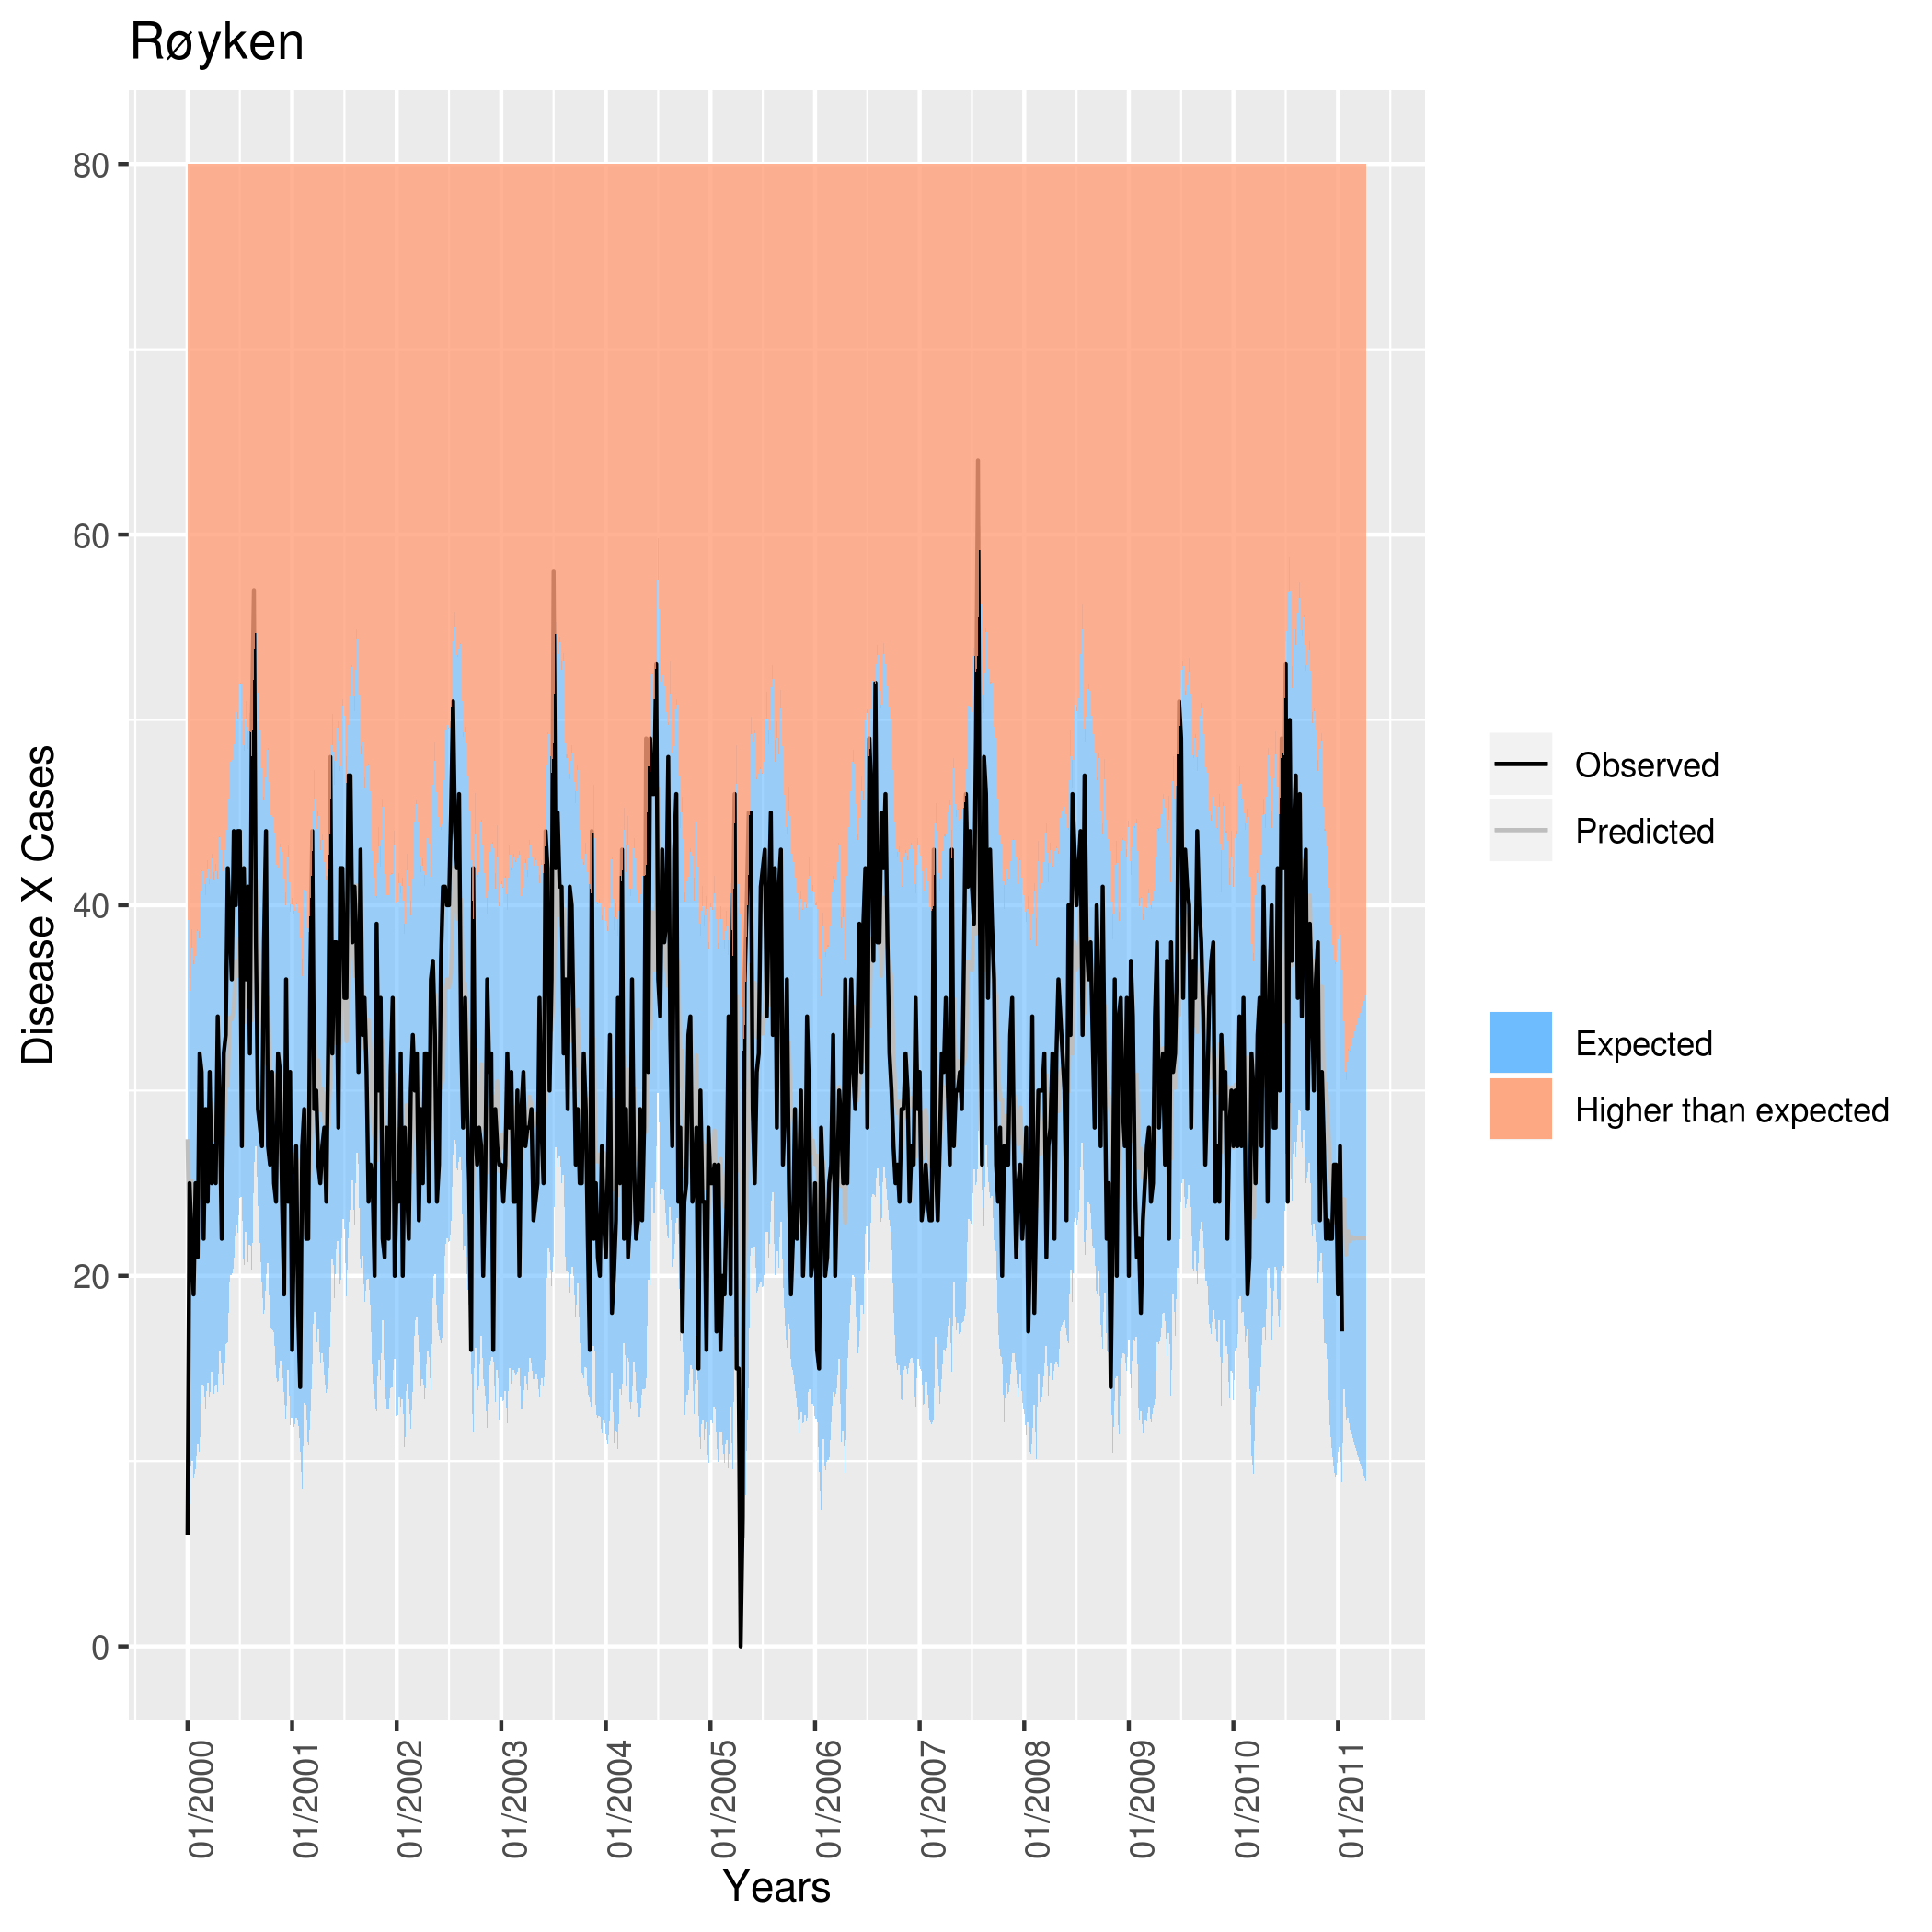 Røyken
80
60
40
20
0
Disease X Cases
01/2000
01/2001
01/2002
01/2003
01/2004
01/2005
01/2006
01/2007
01/2008
01/2009
01/2010
01/2011
Years
Observed
Predicted
Expected
Higher than expected